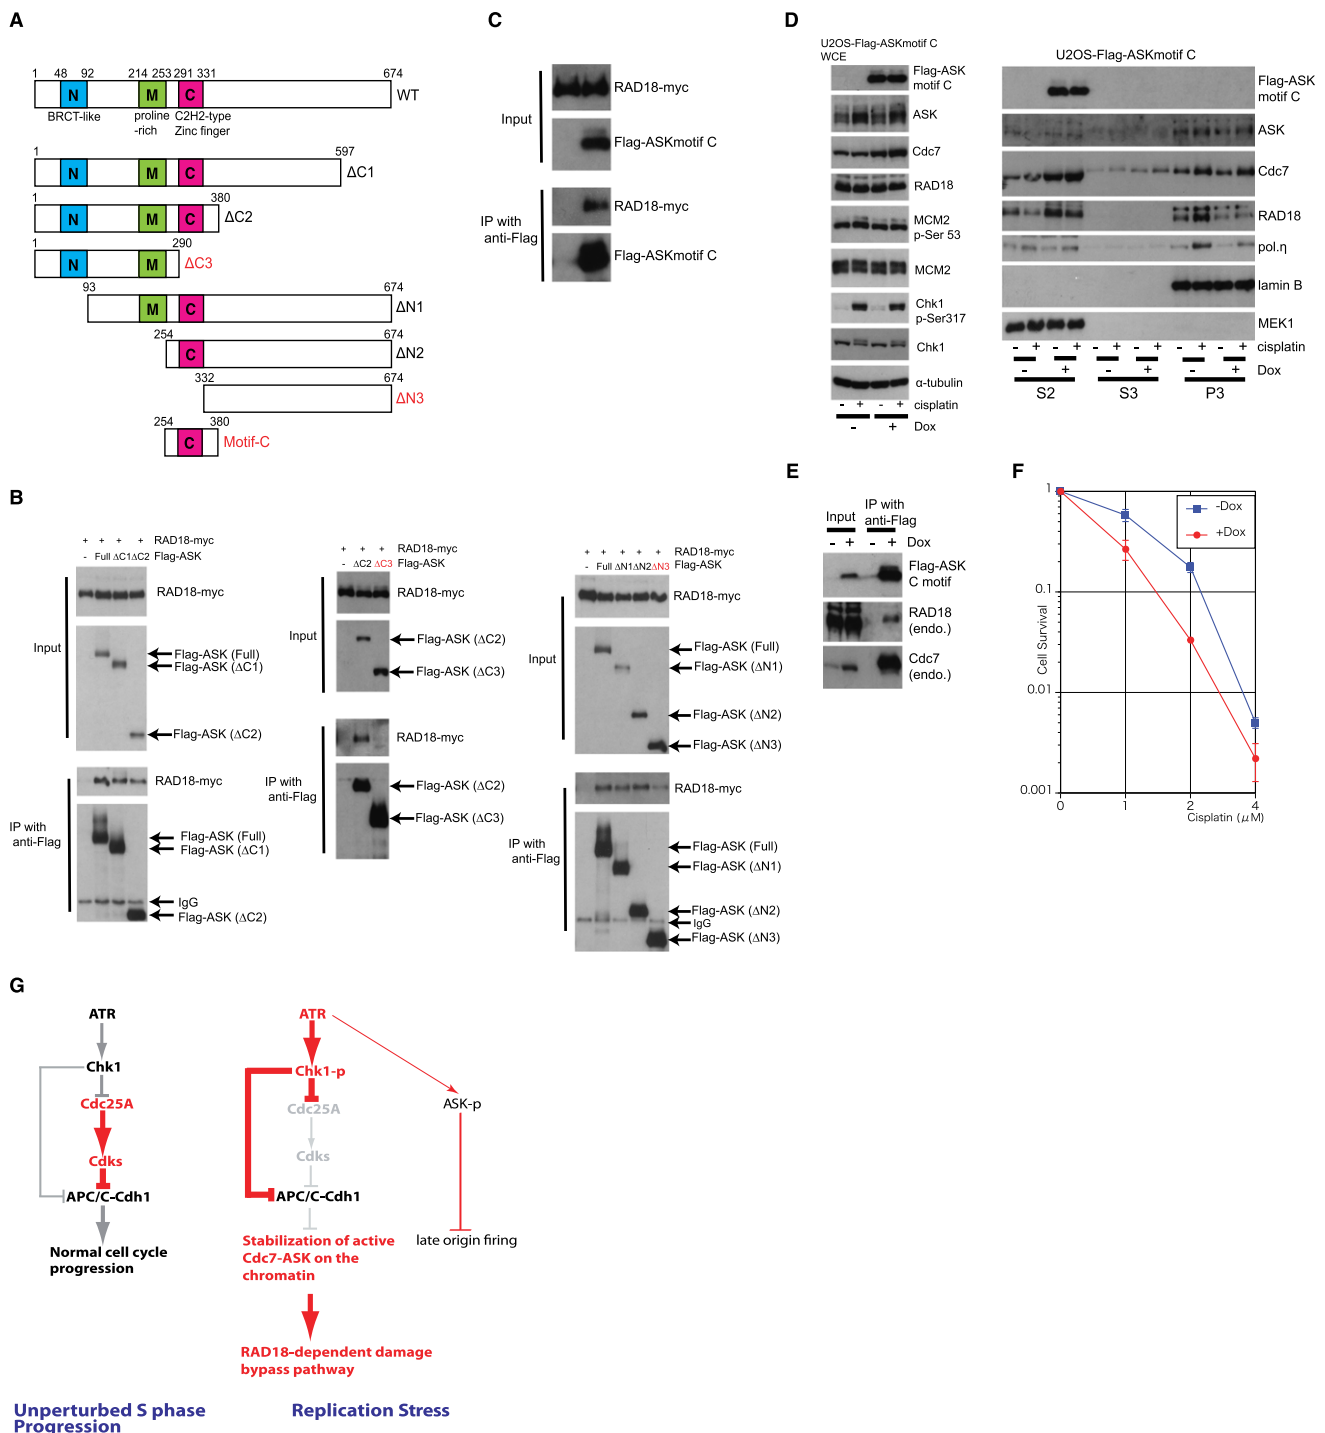 A
1 48 92 214 253 291 331 674
N M C WT
BRCT-like
proline
-rich
C2H2-type
Zinc finger
1 597
N M C ΔC1
1 380
N M C ΔC2
1 290
N M ΔC3
93 674
M C ΔN1
254 674
C ΔN2
332 674
ΔN3
254 380
C Motif-C
B
+ + + + RAD18-myc
- Full ΔC1 ΔC2 Flag-ASK
Input
RAD18-myc
Flag-ASK (Full)
Flag-ASK (ΔC1)
Flag-ASK (ΔC2)
IP with
anti-Flag
RAD18-myc
Flag-ASK (Full)
Flag-ASK (ΔC1)
IgG
Flag-ASK (ΔC2)
+ + + RAD18-myc
- ΔC2 ΔC3 Flag-ASK
Input
RAD18-myc
Flag-ASK (ΔC2)
Flag-ASK (ΔC3)
IP with
anti-Flag
RAD18-myc
Flag-ASK (ΔC2)
Flag-ASK (ΔC3)
+ + + + + RAD18-myc
- Full ΔN1 ΔN2 ΔN3 Flag-ASK
Input
RAD18-myc
Flag-ASK (Full)
Flag-ASK (ΔN1)
Flag-ASK (ΔN2)
Flag-ASK (ΔN3)
IP with
anti-Flag
RAD18-myc
Flag-ASK (Full)
Flag-ASK (ΔN1)
Flag-ASK (ΔN2)
IgG
Flag-ASK (ΔN3)
C
Input
RAD18-myc
Flag-ASKmotif C
IP with
anti-Flag
RAD18-myc
Flag-ASKmotif C
D
U2OS-Flag-ASKmotif C
WCE
Flag-ASK
motif C
ASK
Cdc7
RAD18
MCM2
p-Ser 53
MCM2
Chk1
p-Ser317
Chk1
α-tubulin
- + - + cisplatin
- + Dox
U2OS-Flag-ASKmotif C
Flag-ASK
motif C
ASK
Cdc7
RAD18
pol.η
lamin B
MEK1
- + - + - + - + - + - + cisplatin
- + - + - + Dox
S2 S3 P3
E
Input
IP with
anti-Flag
- + - + Dox
Flag-ASK
C motif
RAD18
(endo.)
Cdc7
(endo.)
F
Cell Survival
1
0.1
0.01
0.001
0 1 2 4
Cisplatin (μM)
-Dox
+Dox
G
ATR
Chk1
Cdc25A
Cdks
APC/C-Cdh1
Normal cell cycle
progression
Unperturbed S phase
Progression
ATR
Chk1-p
Cdc25A
Cdks
APC/C-Cdh1
Stabilization of active
Cdc7-ASK on the
chromatin
RAD18-dependent damage
bypass pathway
ASK-p
late origin firing
Replication Stress